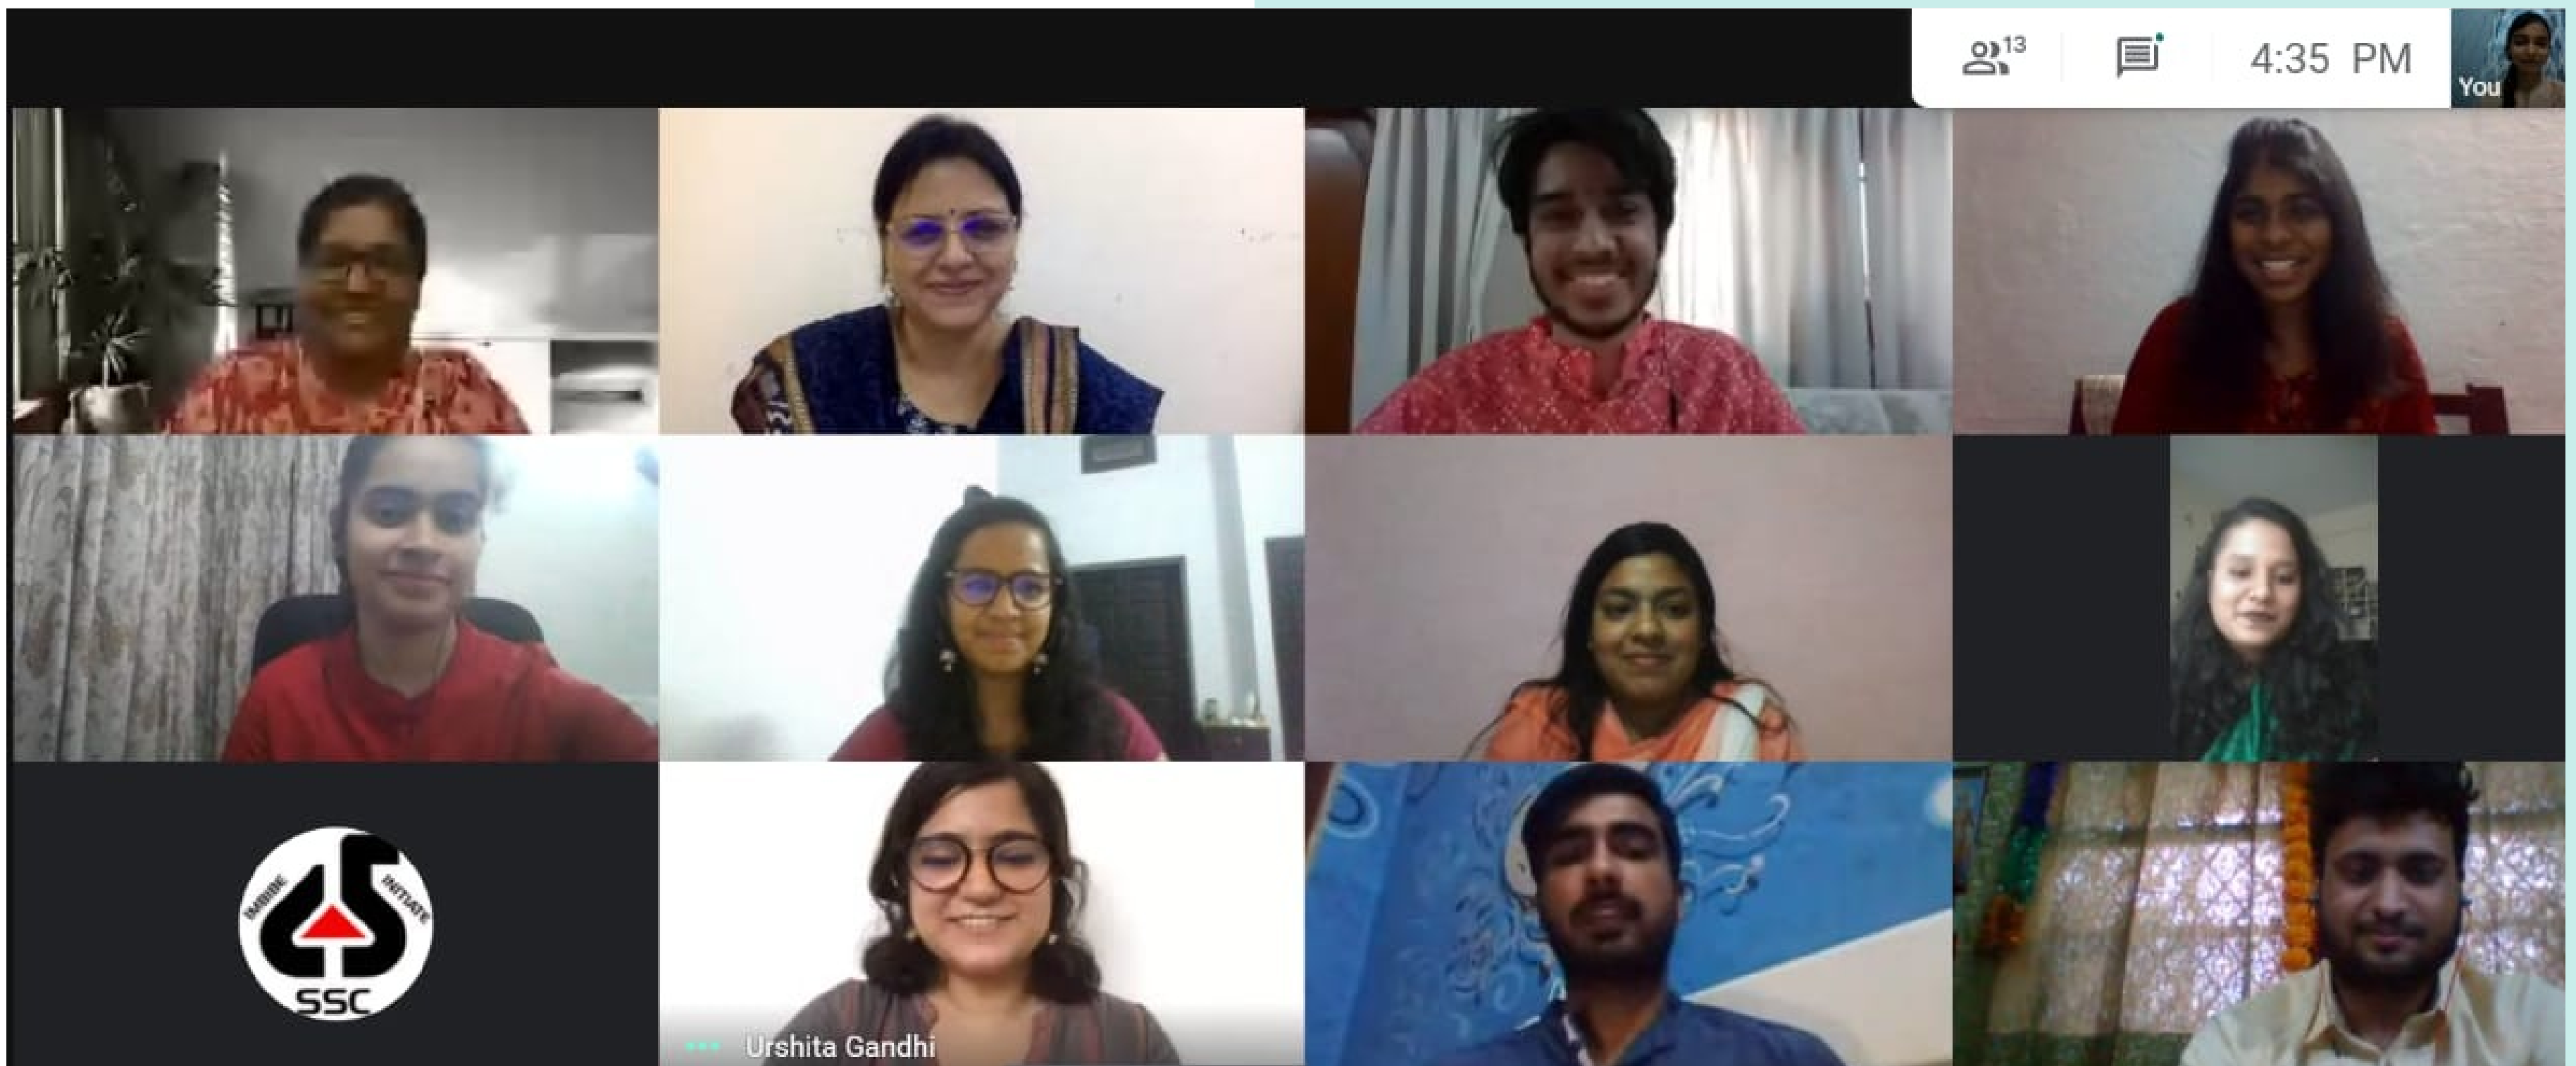 13
4:35 PM
You
IMBIBE
INITIATE
SSC
Urshita Gandhi